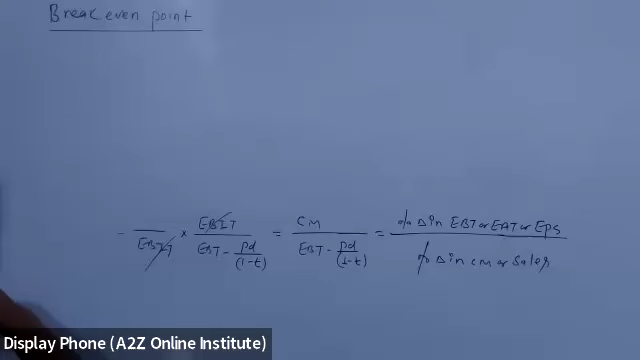 Break even point
- ‾ / EBIT × EBIT / EBT - pd/(1-t) = CM / EBT - pd/(1-t) = % Δ in EBT or EAT or EPS / % Δ in CM or Sales
Display Phone (A2Z Online Institute)